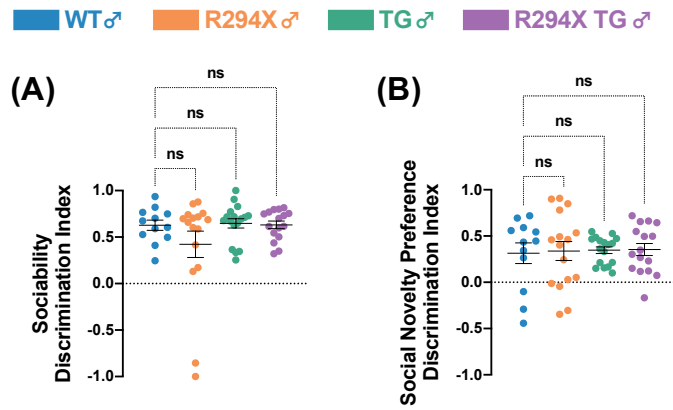 WT♂ R294X♂ TG♂ R294X TG♂
(A)
ns
ns
ns
Sociability
Discrimination Index
1.0
0.5
0.0
-0.5
-1.0
(B)
ns
ns
ns
Social Novelty Preference
Discrimination Index
1.0
0.5
0.0
-0.5
-1.0